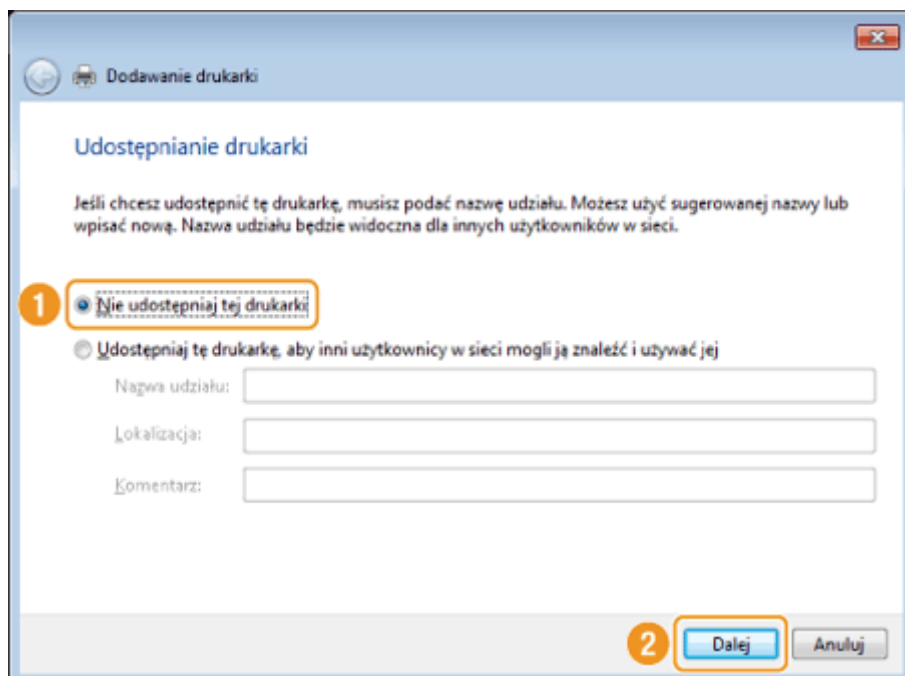 Dodawanie drukarki
Udostępnianie drukarki
Jeśli chcesz udostępnić tę drukarkę, musisz podać nazwę udziału. Możesz użyć sugerowanej nazwy lub
wpisać nową. Nazwa udziału będzie widoczna dla innych użytkowników w sieci.
1 Nie udostępniaj tej drukarki
Udostępniaj tę drukarkę, aby inni użytkownicy w sieci mogli ją znaleźć i używać jej
Nazwa udziału:
Lokalizacja:
Komentarz:
2 Dalej Anuluj